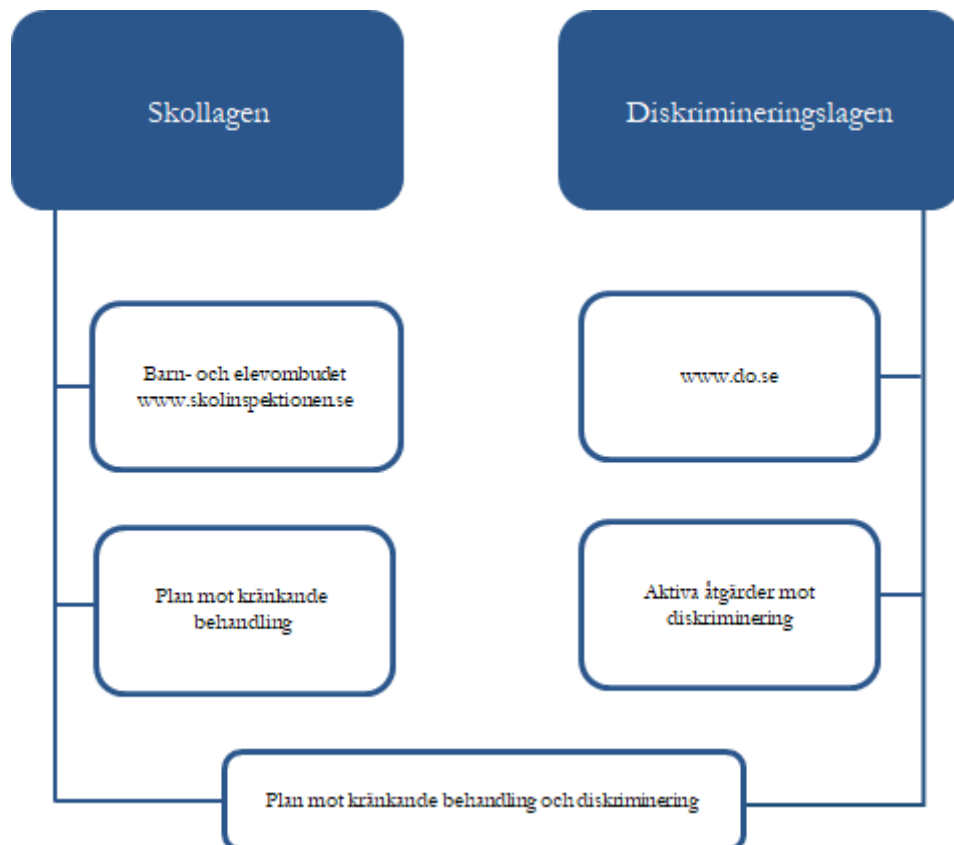 Skollagen
Diskrimineringslagen
Barn- och elevombudet
www.skolinspektionen.se
www.do.se
Plan mot kränkande
behandling
Aktiva åtgärder mot
diskriminering
Plan mot kränkande behandling och diskriminering